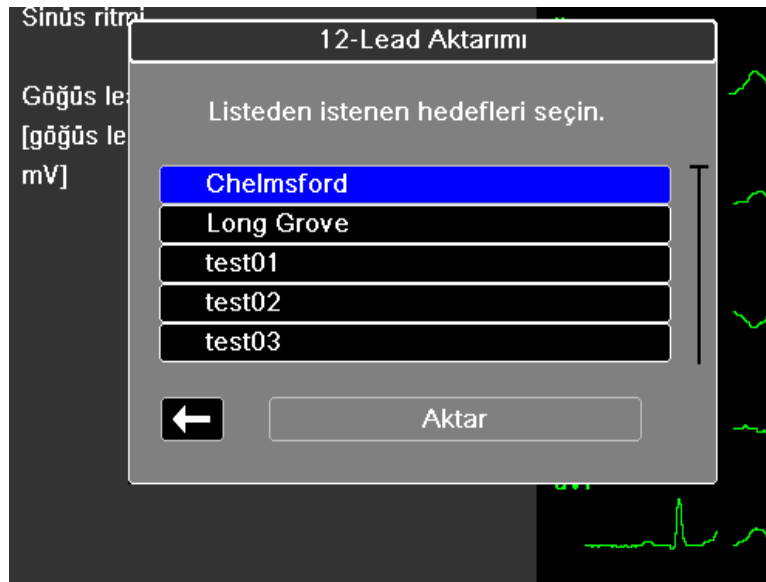 Sinüs ritmi
12-Lead Aktarımı
Göğüs le
[göğüs le
mV]
Listeden istenen hedefleri seçin.
Chelmsford
Long Grove
test01
test02
test03
Aktar